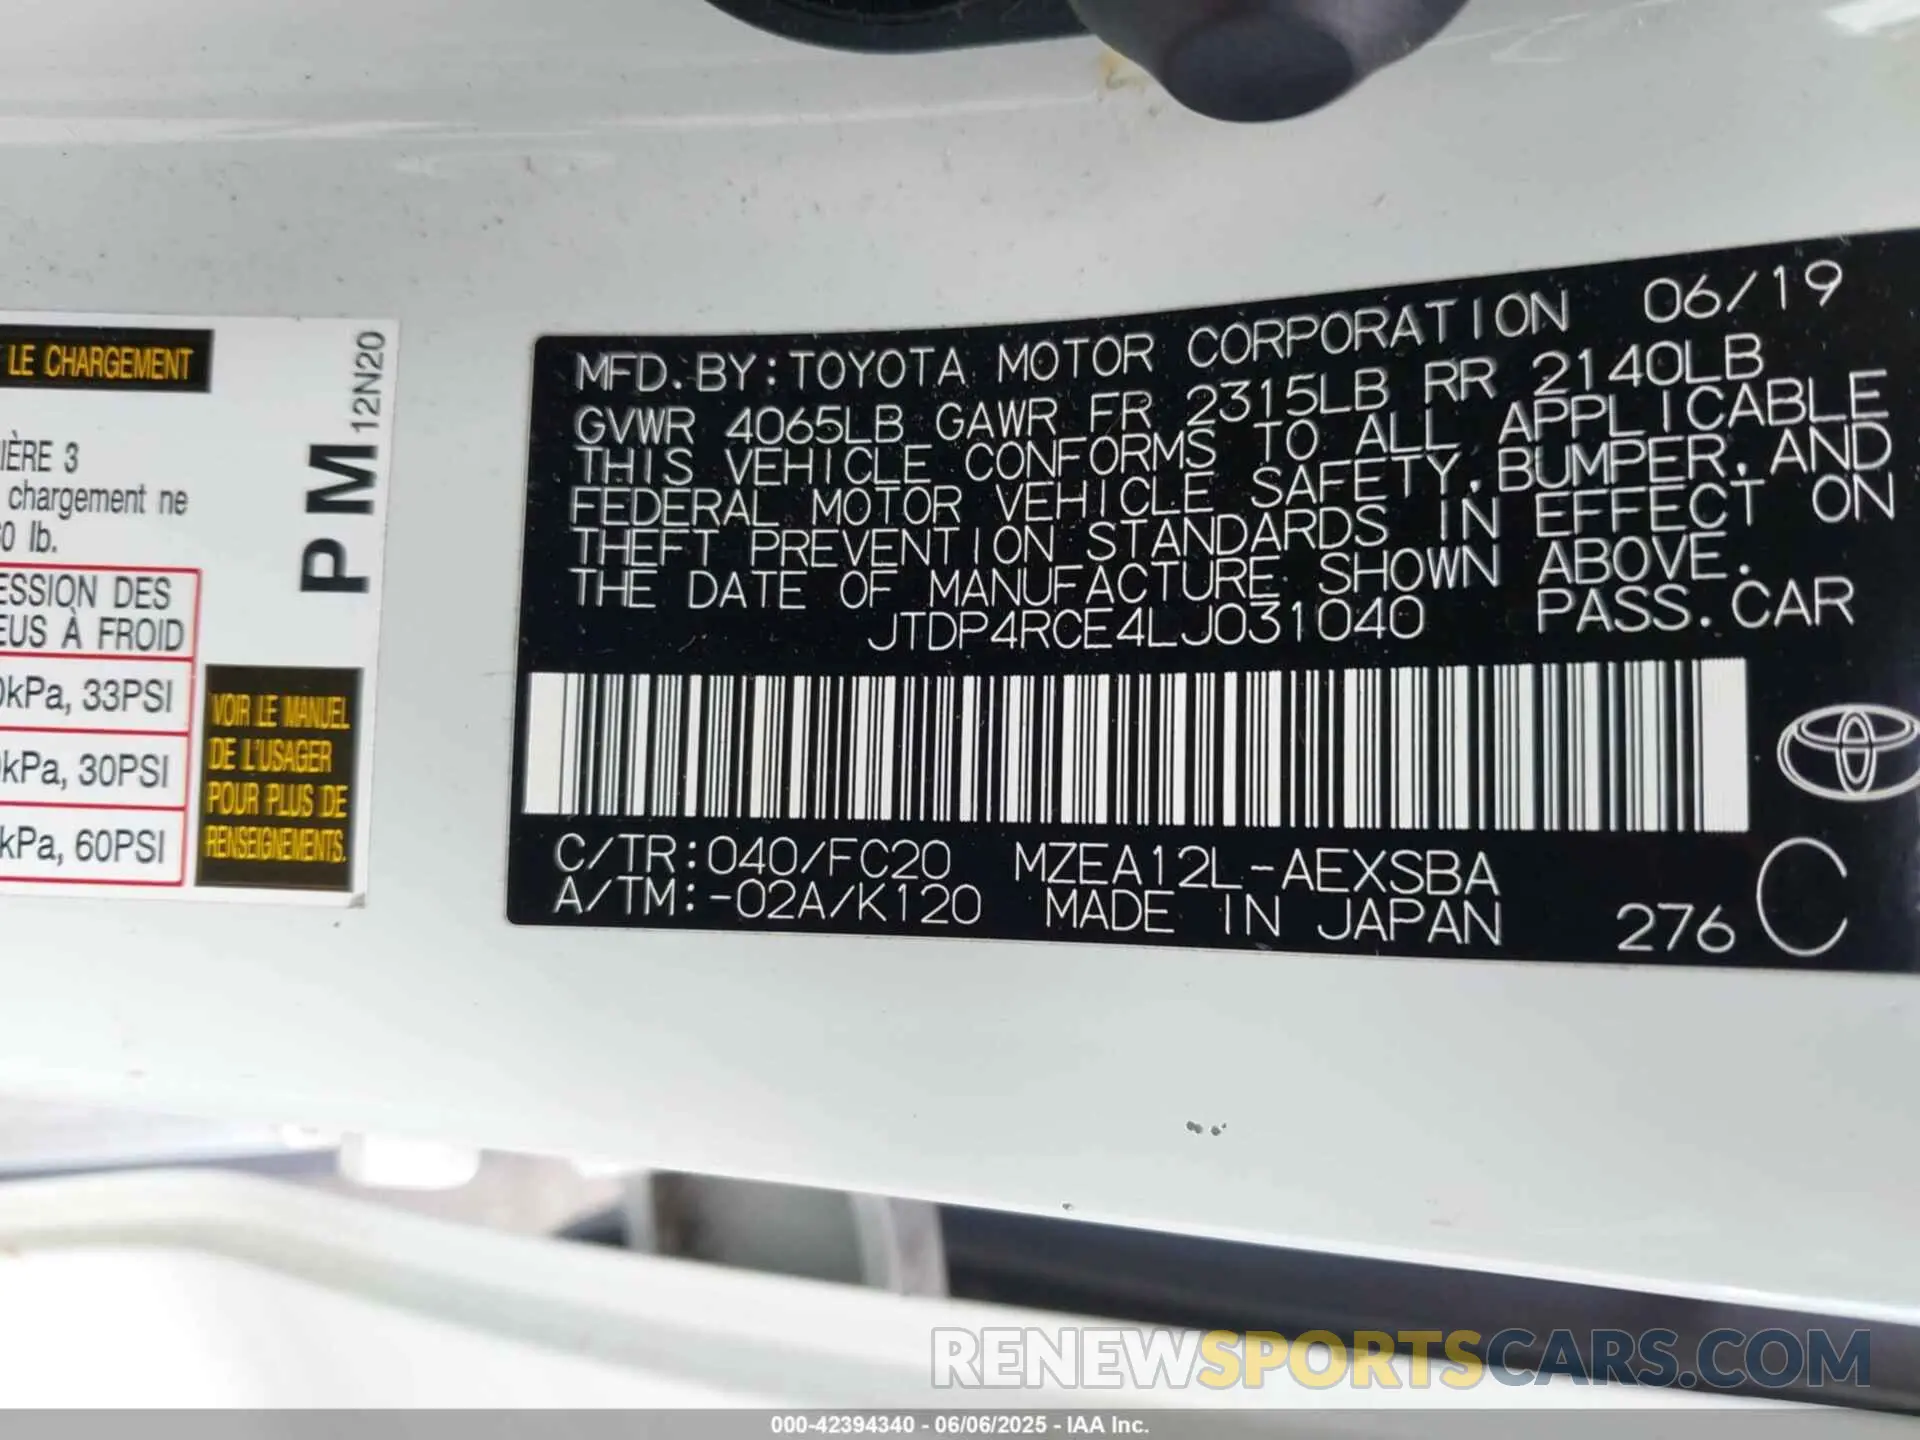 LE CHARGEMENT
IÈRE 3
chargement ne
0 lb.
ESSION DES
EUS À FROID
kPa, 33PSI
kPa, 30PSI
kPa, 60PSI
PM 12N20
VOIR LE MANUEL
DE L'USAGER
POUR PLUS DE
RENSEIGNEMENTS.
MFD. BY: TOYOTA MOTOR CORPORATION 06/19
GVWR 4065LB GAWR FR 2315LB RR 2140LB
THIS VEHICLE CONFORMS TO ALL APPLICABLE
FEDERAL MOTOR VEHICLE SAFETY, BUMPER, AND
THEFT PREVENTION STANDARDS IN EFFECT ON
THE DATE OF MANUFACTURE SHOWN ABOVE.
JTDP4RCE4LJ031040 PASS. CAR
C/TR: 040/FC20 MZEA12L-AEXSBA
A/TM: -02A/K120 MADE IN JAPAN 276 C
RENEWSPORTSCARS.COM
000-42394340 - 06/06/2025 - IAA Inc.